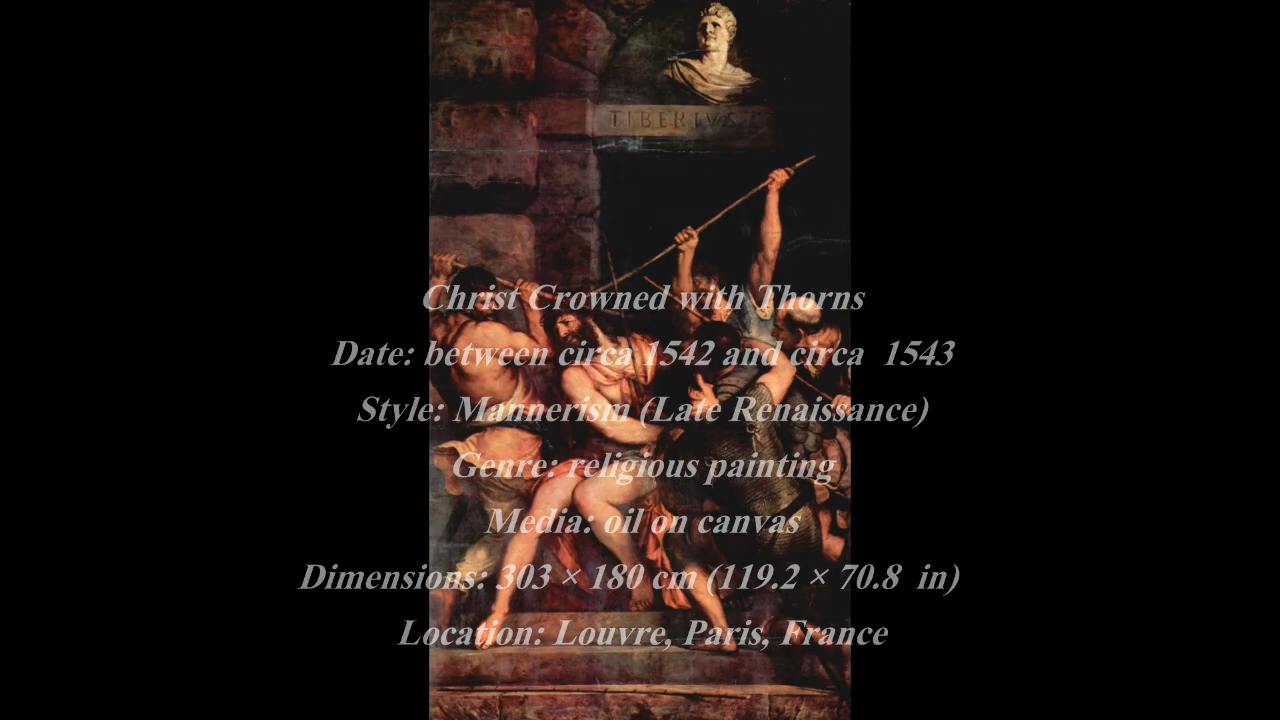 TIBERIVS
Christ Crowned with Thorns
Date: between circa 1542 and circa 1543
Style: Mannerism (Late Renaissance)
Genre: religious painting
Media: oil on canvas
Dimensions: 303 × 180 cm (119.2 × 70.8 in)
Location: Louvre, Paris, France